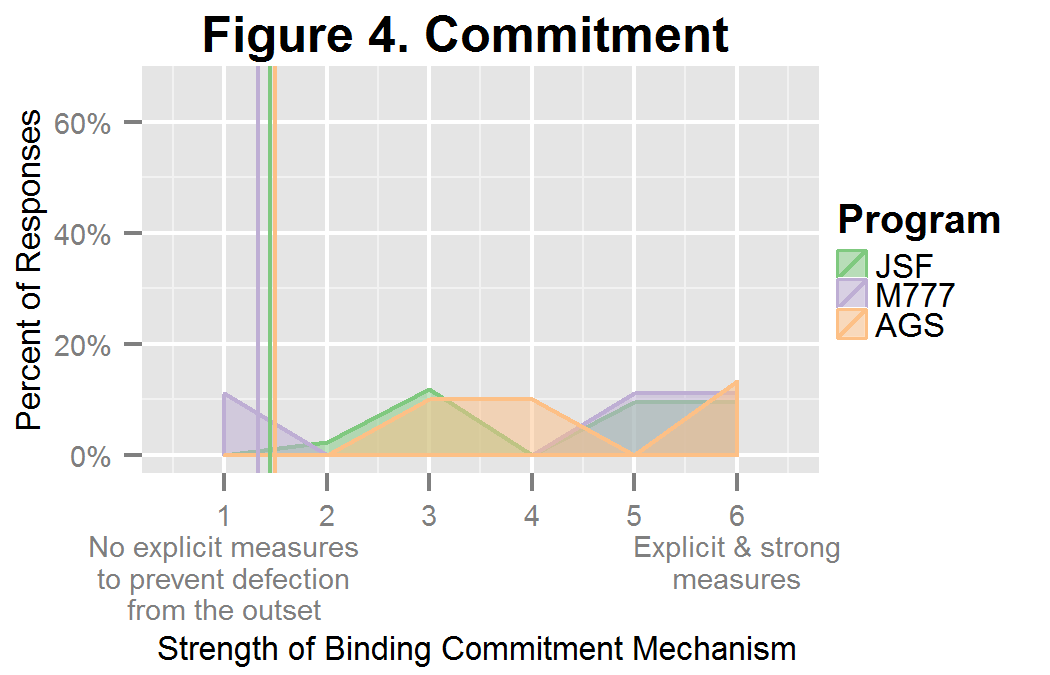 Figure 4. Commitment
Percent of Responses
60%
40%
20%
0%
1 2 3 4 5 6
No explicit measures
to prevent defection
from the outset
Explicit & strong
measures
Strength of Binding Commitment Mechanism
Program
JSF
M777
AGS